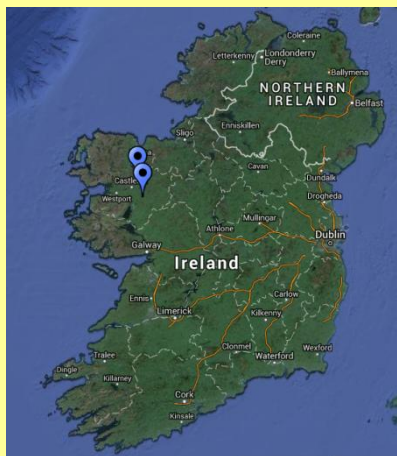 Coleraine
Letterkenny
Londonderry
Derry
Ballymena
NORTHERN
IRELAND
Belfast
Sligo
Enniskillen
Cavan
Dundalk
Castle
Westport
Drogheda
Mullingar
Athlone
Dublin
Galway
Ireland
Ennis
Carlow
Limerick
Kilkenny
Clonmel
Wexford
Tralee
Waterford
Dingle
Killarney
Cork
Kinsale